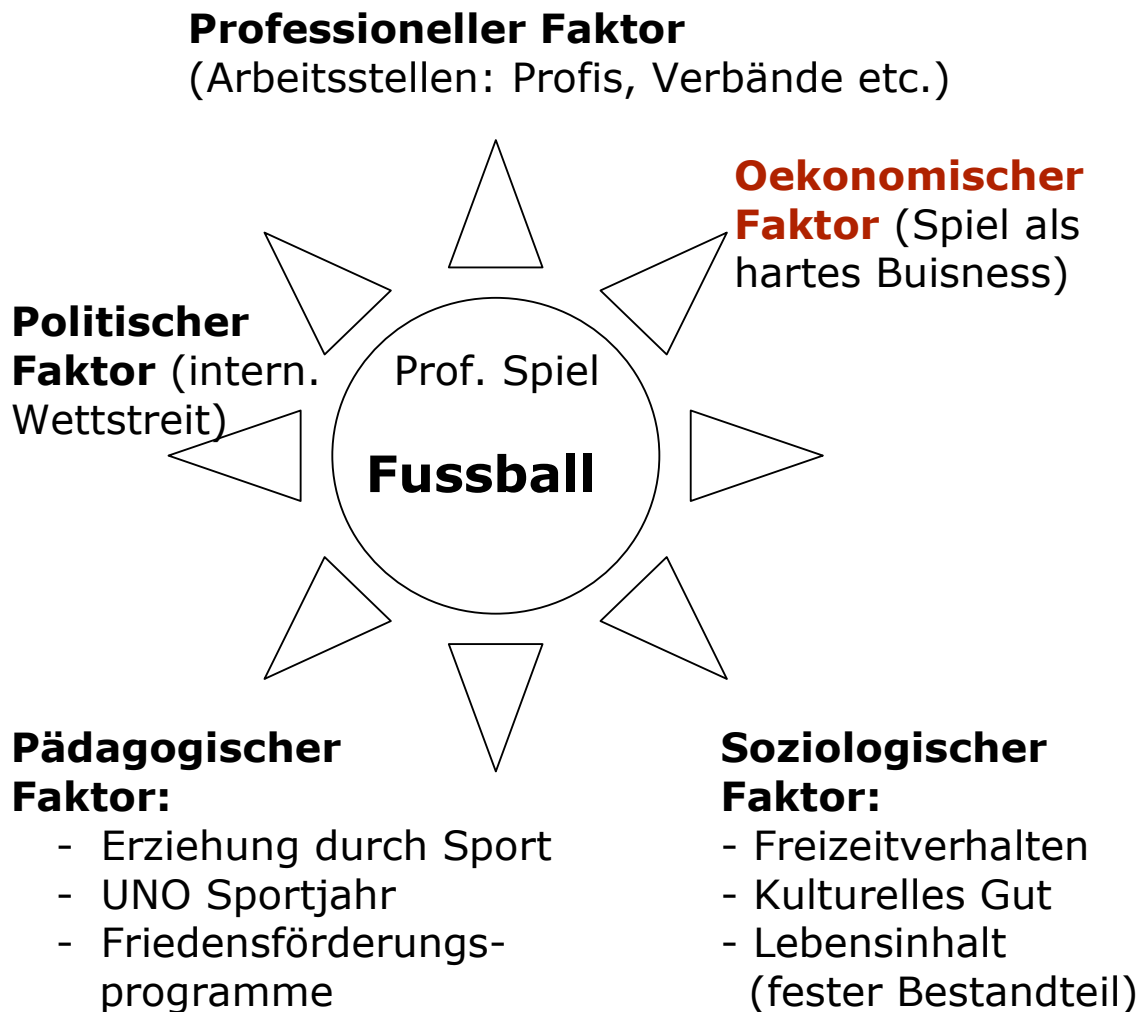 Professioneller Faktor
(Arbeitsstellen: Profis, Verbände etc.)
Oekonomischer
Faktor (Spiel als
hartes Buisness)
Politischer
Faktor (intern.
Wettstreit)
Prof. Spiel
Fussball
Pädagogischer
Faktor:
- Erziehung durch Sport
- UNO Sportjahr
- Friedensförderungs-
programme
Soziologischer
Faktor:
- Freizeitverhalten
- Kulturelles Gut
- Lebensinhalt
(fester Bestandteil)